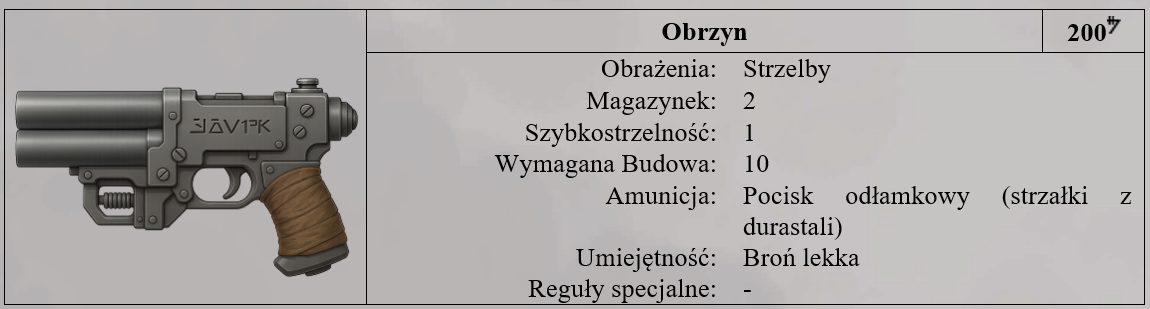 Obrzyn 200
Obrażenia: Strzelby
Magazynek: 2
Szybkostrzelność: 1
Wymagana Budowa: 10
Amunicja: Pocisk odłamkowy (strzałki z
durastali)
Umiejętność: Broń lekka
Reguły specjalne: -